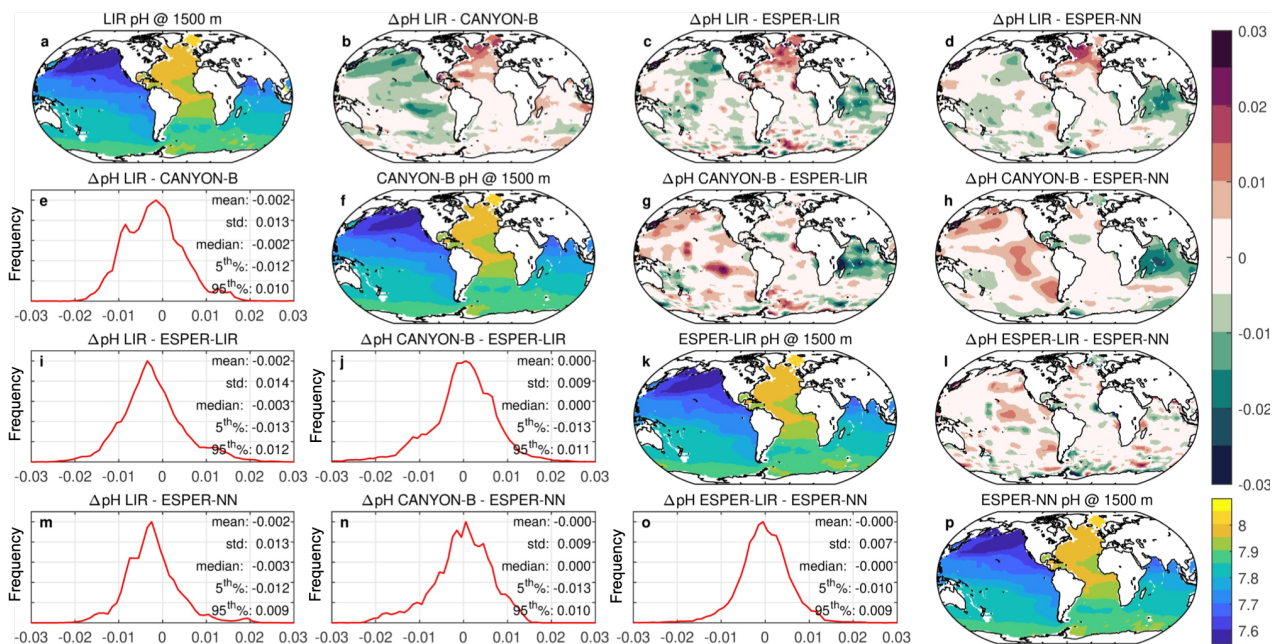 LIR pH @ 1500 m
a
ΔpH LIR - CANYON-B
b
ΔpH LIR - ESPER-LIR
c
ΔpH LIR - ESPER-NN
d
0.03
0.02
0.01
0
-0.01
-0.02
-0.03
ΔpH LIR - CANYON-B
e
Frequency
mean: -0.002
std: 0.013
median: -0.002
5th%: -0.012
95th%: 0.010
-0.03 -0.02 -0.01 0 0.01 0.02 0.03
CANYON-B pH @ 1500 m
f
ΔpH CANYON-B - ESPER-LIR
g
ΔpH CANYON-B - ESPER-NN
h
ΔpH LIR - ESPER-LIR
i
Frequency
mean: -0.002
std: 0.014
median: -0.003
5th%: -0.013
95th%: 0.012
-0.03 -0.02 -0.01 0 0.01 0.02 0.03
ΔpH CANYON-B - ESPER-LIR
j
mean: 0.000
std: 0.009
median: 0.000
5th%: -0.013
95th%: 0.011
-0.03 -0.02 -0.01 0 0.01 0.02 0.03
ESPER-LIR pH @ 1500 m
k
ΔpH ESPER-LIR - ESPER-NN
l
ΔpH LIR - ESPER-NN
m
Frequency
mean: -0.002
std: 0.013
median: -0.003
5th%: -0.012
95th%: 0.009
-0.03 -0.02 -0.01 0 0.01 0.02 0.03
ΔpH CANYON-B - ESPER-NN
n
mean: -0.000
std: 0.009
median: 0.000
5th%: -0.013
95th%: 0.010
-0.03 -0.02 -0.01 0 0.01 0.02 0.03
ΔpH ESPER-LIR - ESPER-NN
o
Frequency
mean: -0.000
std: 0.007
median: -0.000
5th%: -0.010
95th%: 0.009
-0.03 -0.02 -0.01 0 0.01 0.02 0.03
ESPER-NN pH @ 1500 m
p
8
7.9
7.8
7.7
7.6